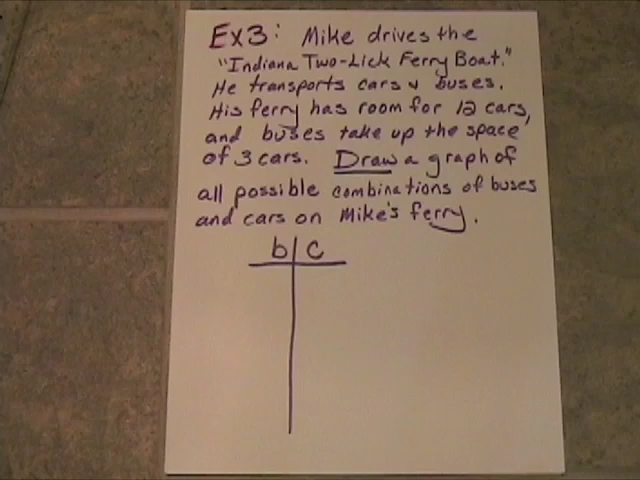 Ex3: Mike drives the
"Indiana Two-Lick Ferry Boat."
He transports cars & buses.
His ferry has room for 12 cars,
and buses take up the space
of 3 cars. Draw a graph of
all possible combinations of buses
and cars on Mike's ferry.
b c